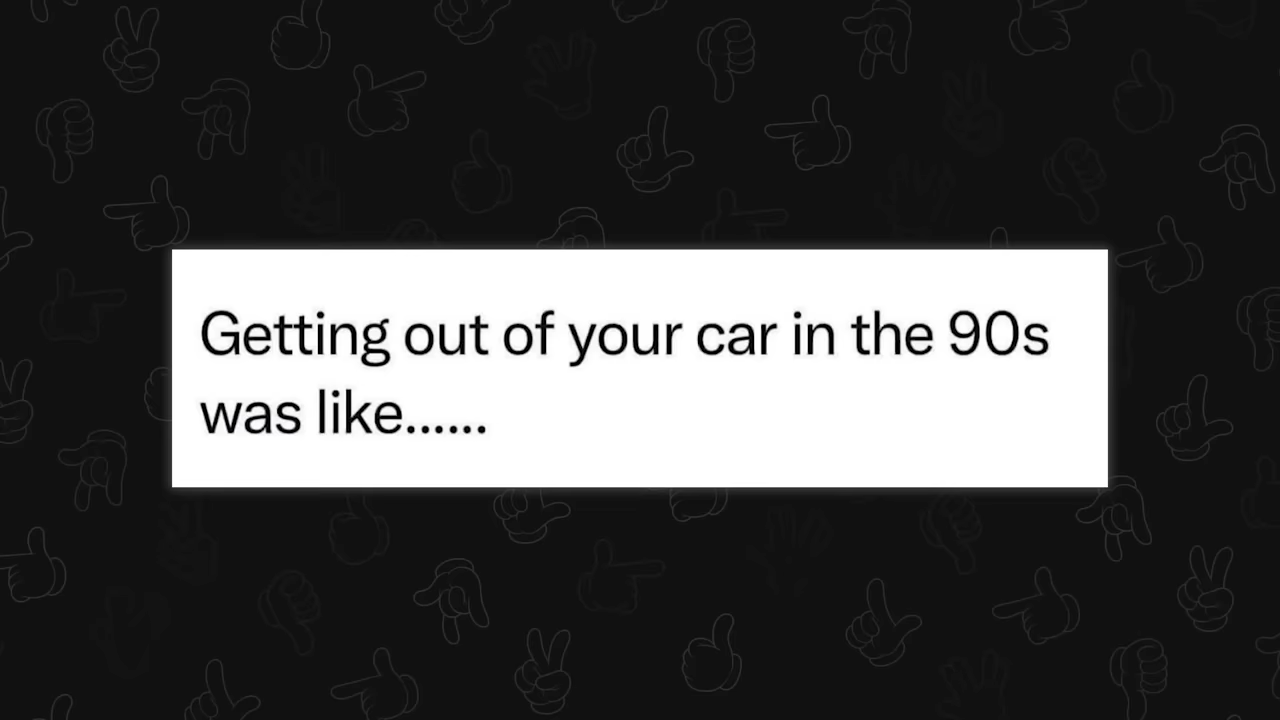 Getting out of your car in the 90s
was like......